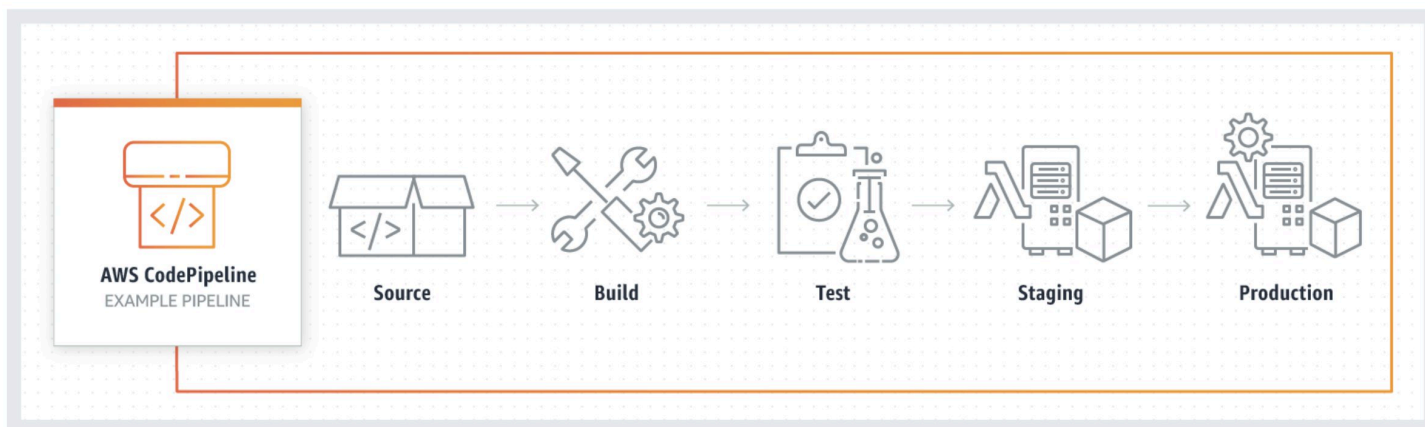 </>
AWS CodePipeline
EXAMPLE PIPELINE
</>
Source
Build
Test
Staging
Production